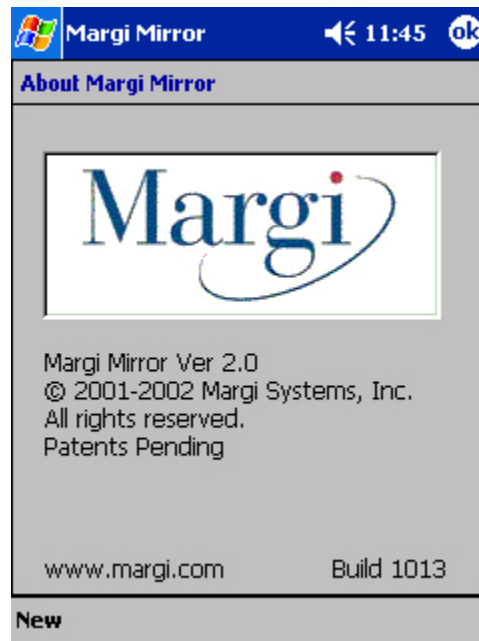 Margi Mirror 11:45 ok
About Margi Mirror
Margi
Margi Mirror Ver 2.0
© 2001-2002 Margi Systems, Inc.
All rights reserved.
Patents Pending
www.margi.com Build 1013
New